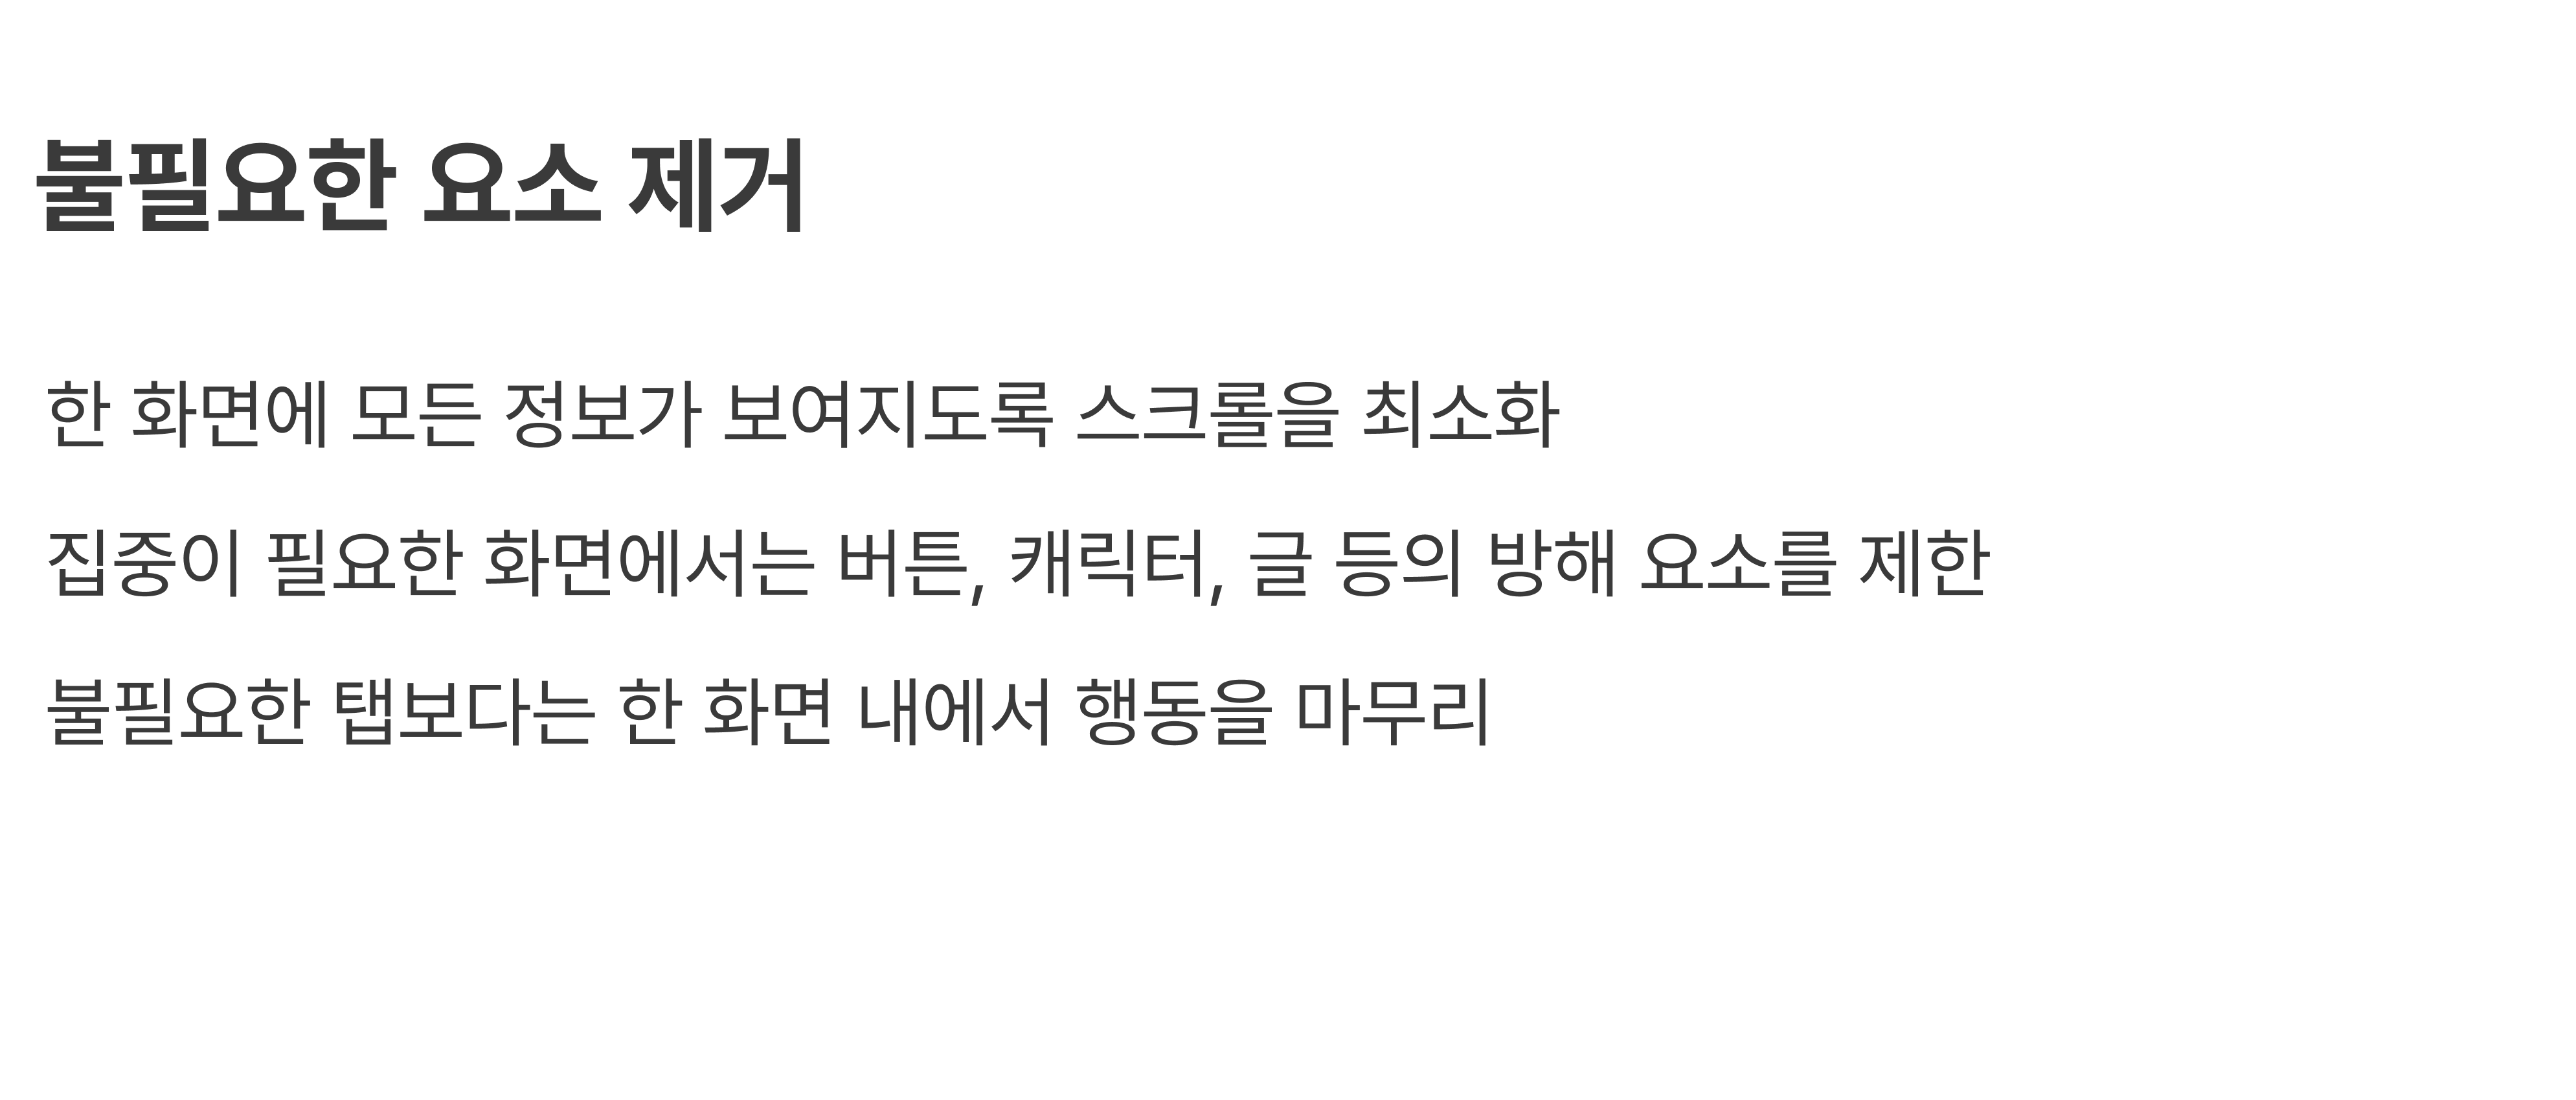 불필요한 요소 제거
한 화면에 모든 정보가 보여지도록 스크롤을 최소화
집중이 필요한 화면에서는 버튼, 캐릭터, 글 등의 방해 요소를 제한
불필요한 탭보다는 한 화면 내에서 행동을 마무리